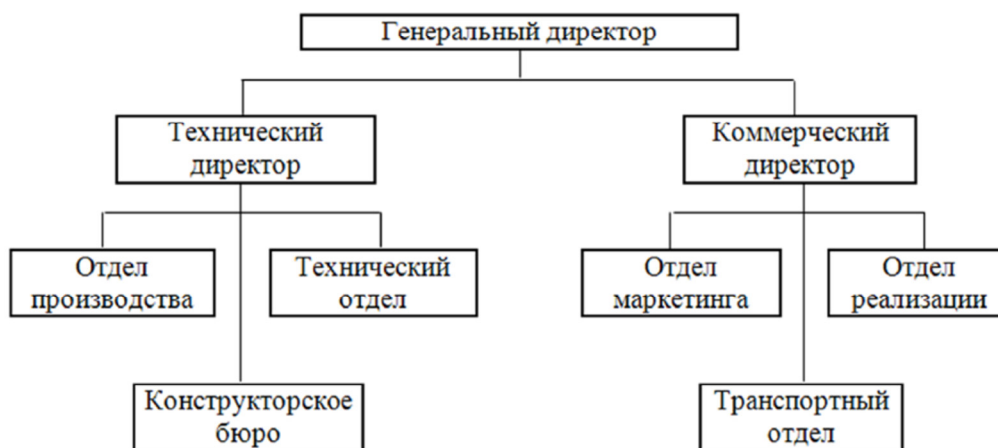 Генеральный директор
Технический
директор
Коммерческий
директор
Отдел
производства
Технический
отдел
Отдел
маркетинга
Отдел
реализации
Конструкторское
бюро
Транспортный
отдел